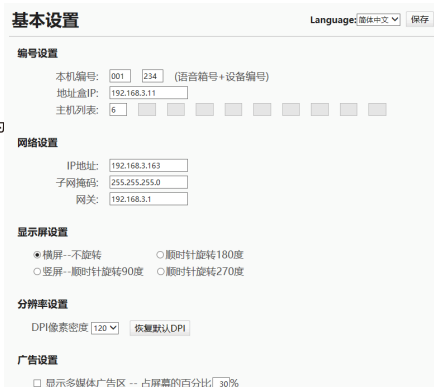 基本设置 Language: 简体中文 保存
编号设置
本机编号: 001 234 (语音箱号+设备编号)
地址盒IP: 192.168.3.11
主机列表: 6
网络设置
IP地址: 192.168.3.163
子网掩码: 255.255.255.0
网关: 192.168.3.1
显示屏设置
横屏--不旋转 顺时针旋转180度
竖屏--顺时针旋转90度 顺时针旋转270度
分辨率设置
DPI像素密度 120 恢复默认DPI
广告设置
显示多媒体广告区 -- 占屏幕的百分比 30%